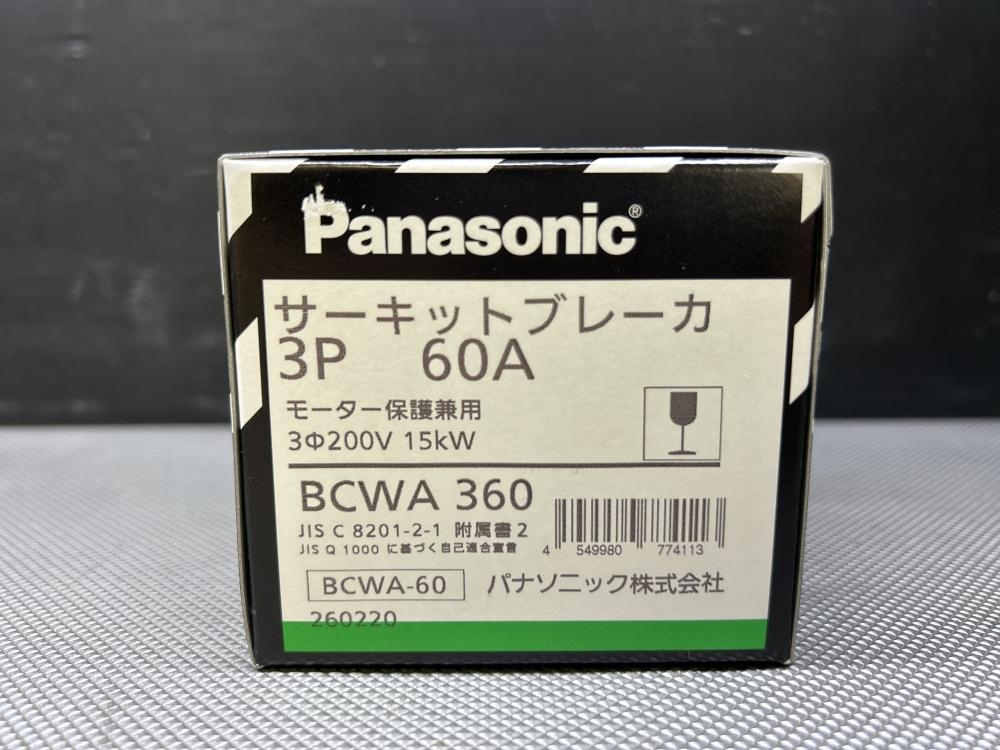 Panasonic®
サーキットブレーカ
3P 60A
モーター保護兼用
3Φ200V 15kW
BCWA 360
JIS C 8201-2-1 附属書2
JIS Q 1000 に基づく自己適合宣言
4 549980 774113
BCWA-60 パナソニック株式会社
260220